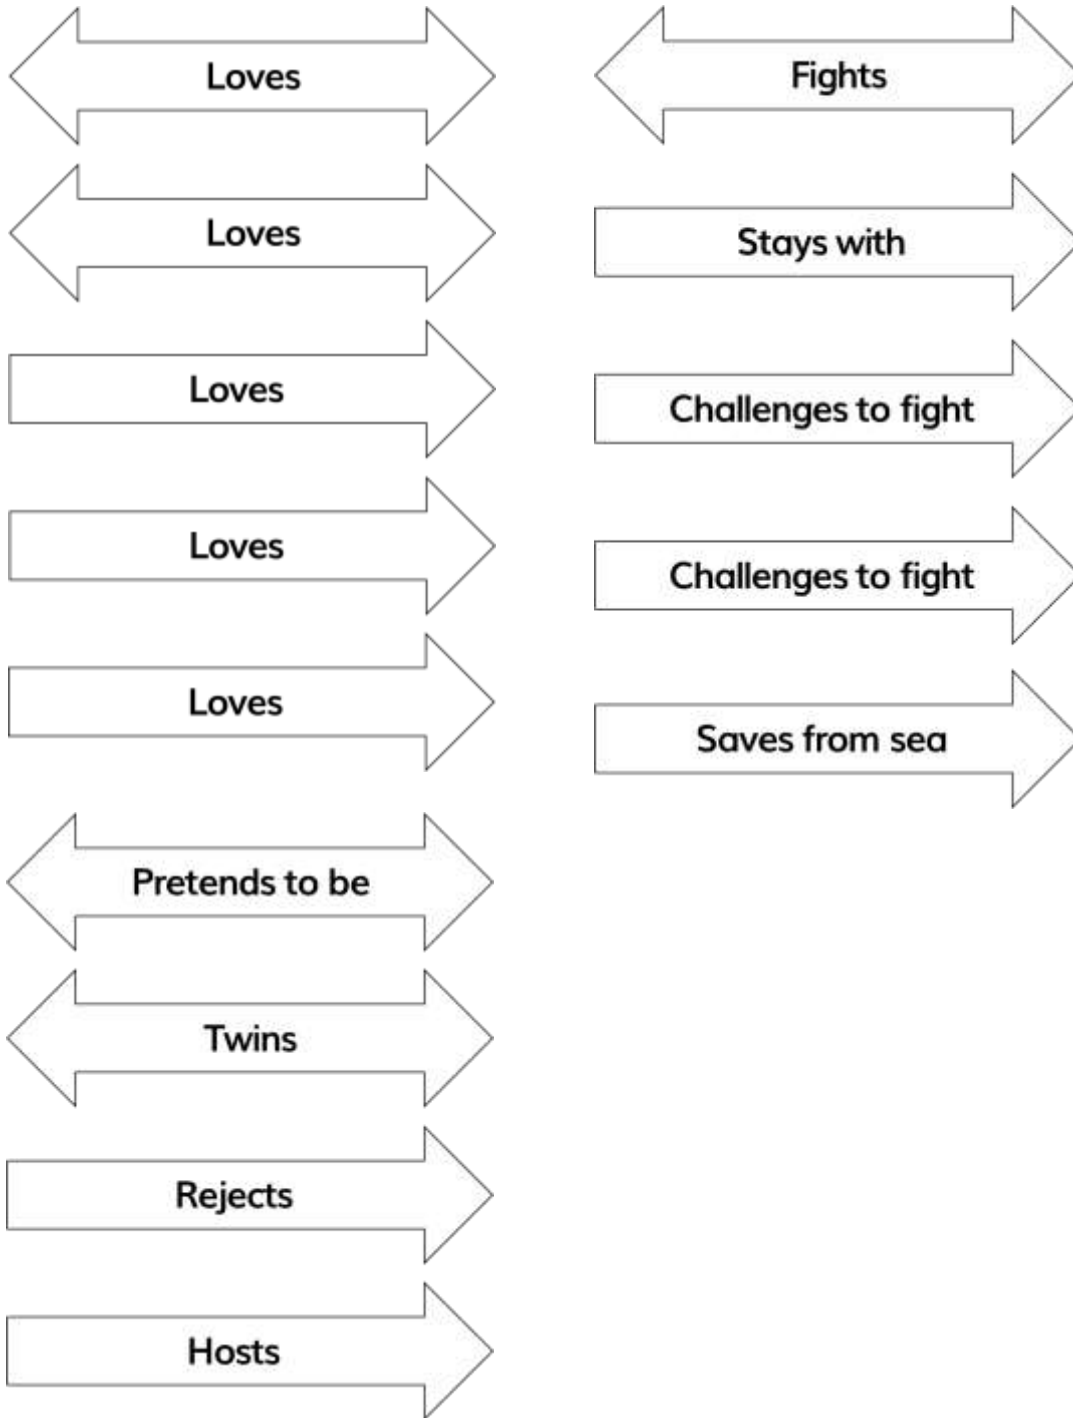 Loves
Loves
Loves
Loves
Loves
Pretends to be
Twins
Rejects
Hosts
Fights
Stays with
Challenges to fight
Challenges to fight
Saves from sea